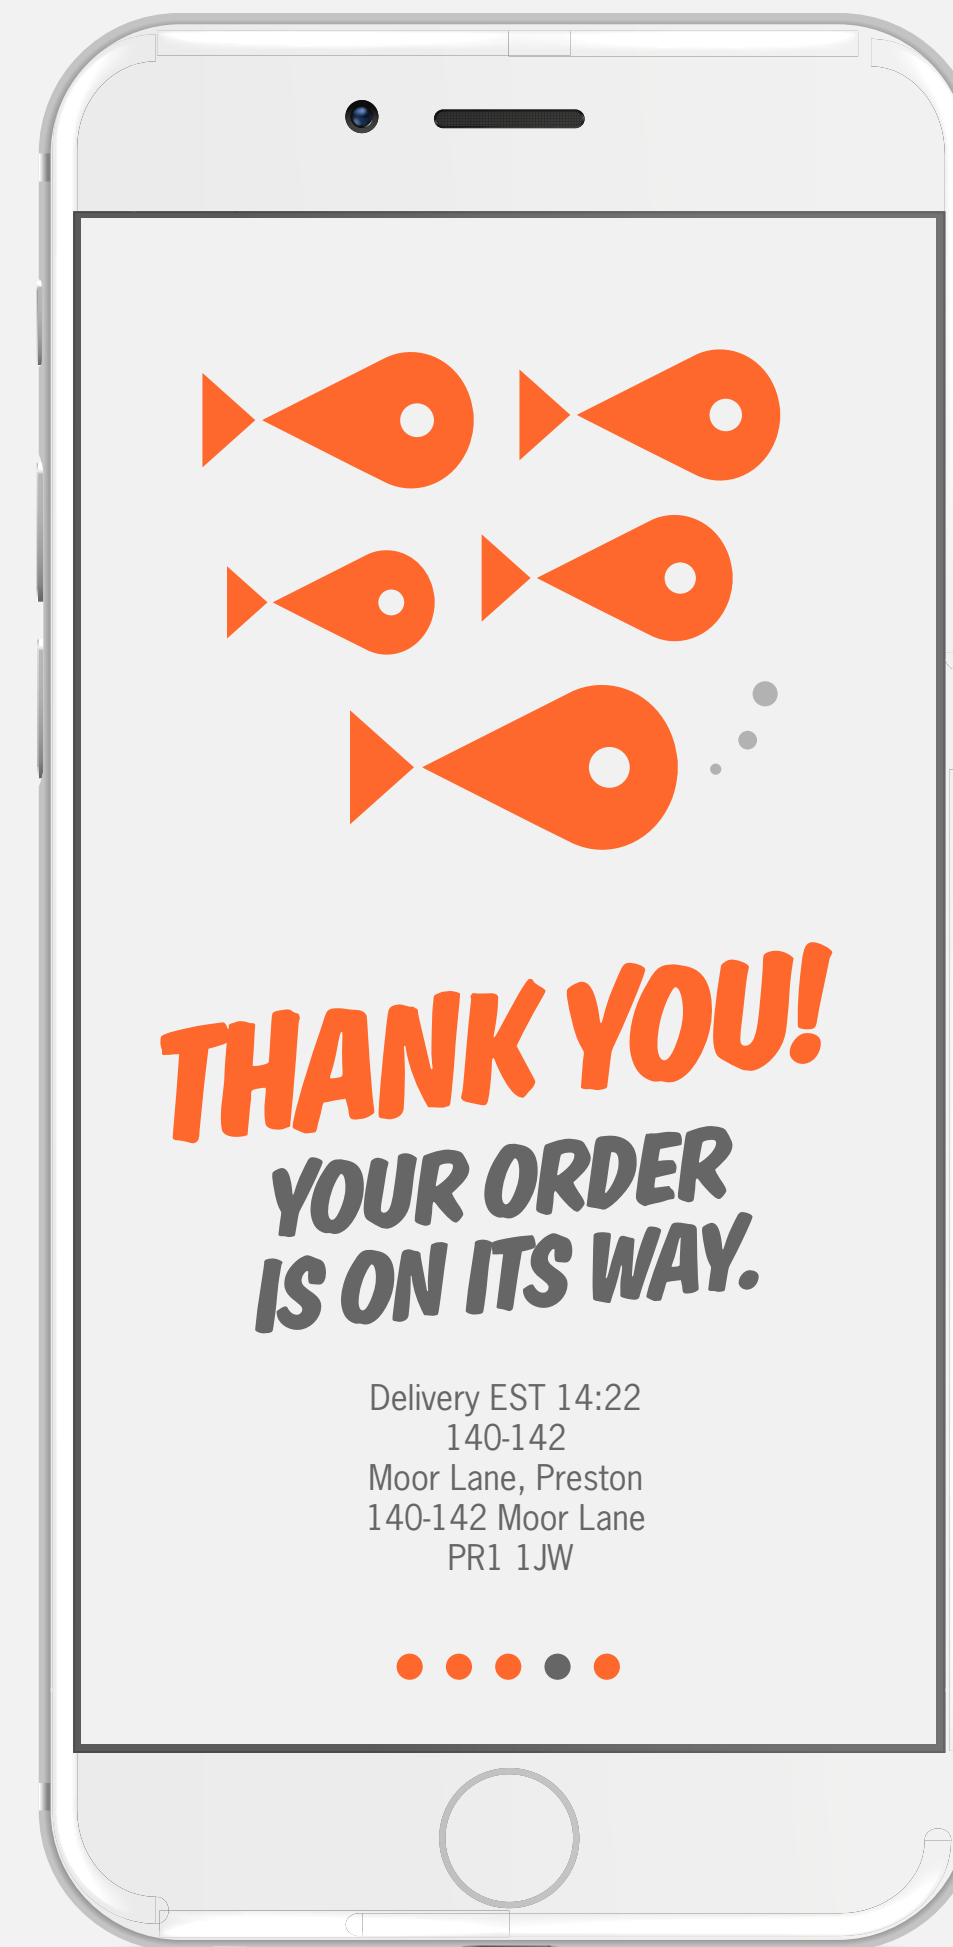 THANK YOU!
YOUR ORDER
IS ON ITS WAY.
Delivery EST 14:22
140-142
Moor Lane, Preston
140-142 Moor Lane
PR1 1JW